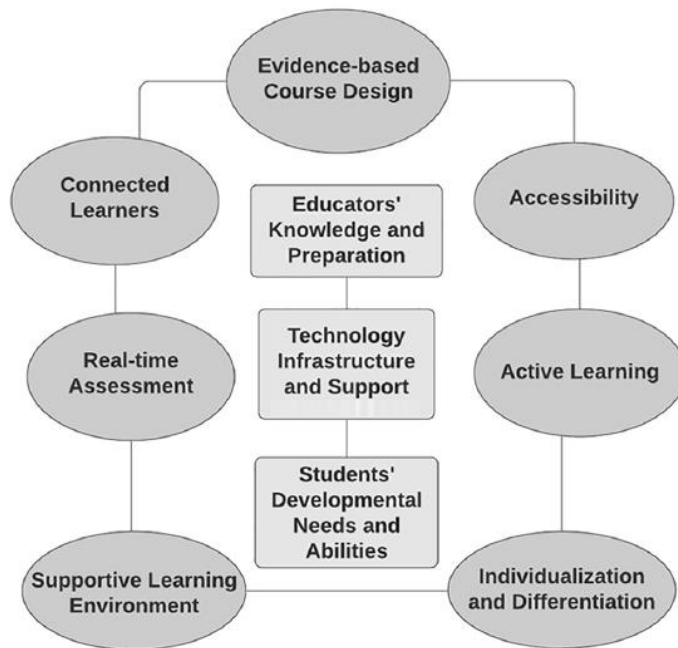 Evidence-based
Course Design
Connected
Learners
Educators'
Knowledge and
Preparation
Accessibility
Real-time
Assessment
Technology
Infrastructure
and Support
Active Learning
Students'
Developmental
Needs and
Abilities
Supportive Learning
Environment
Individualization
and Differentiation